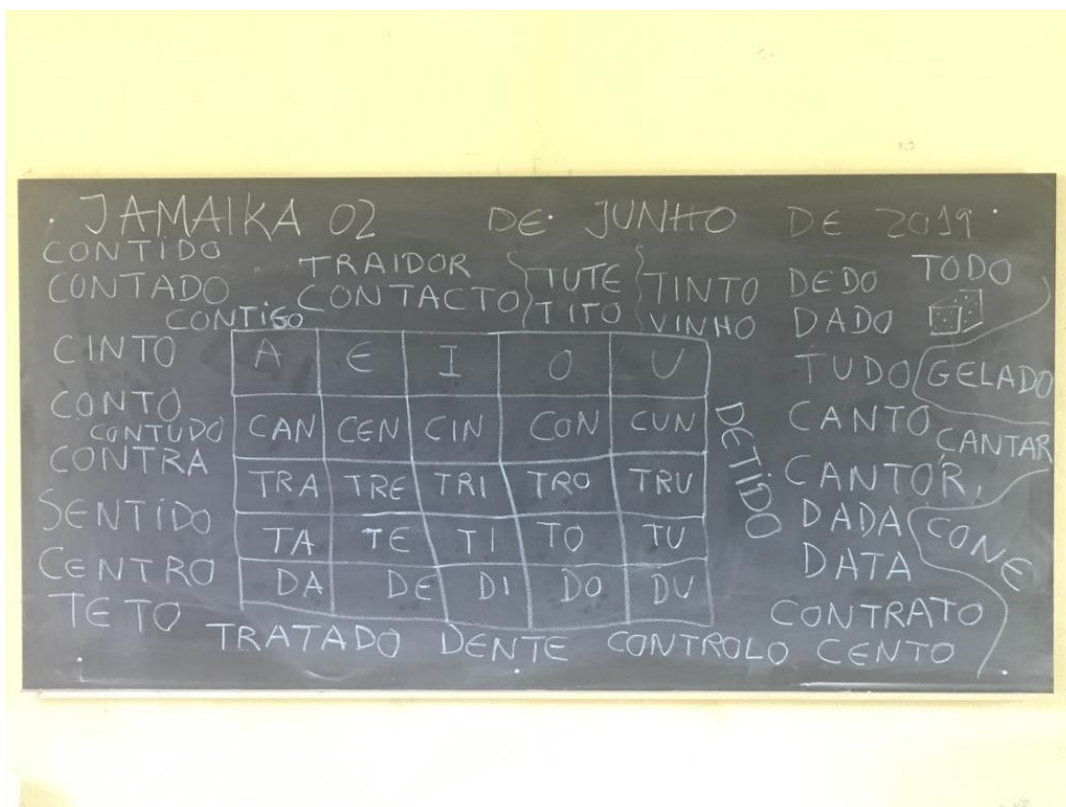 JAMAIKA 02 DE JUNHO DE 2019
CONTIDO
CONTADO
CONTIGO
CINTO
CONTO
CONTUDO
CONTRA
SENTIDO
CENTRO
TETO
TRAIDOR
CONTACTO
TUTE
TITO
TINTO
VINHO
A E I O U
CAN CEN CIN CON CUN
TRA TRE TRI TRO TRU
TA TE TI TO TU
DA DE DI DO DU
DETIDO
DEDO
DADO
TUDO
CANTO
CANTOR
DADA
DATA
CONTRATO
TODO
GELADO
CANTAR
CONE
TRATADO DENTE CONTROLO CENTO